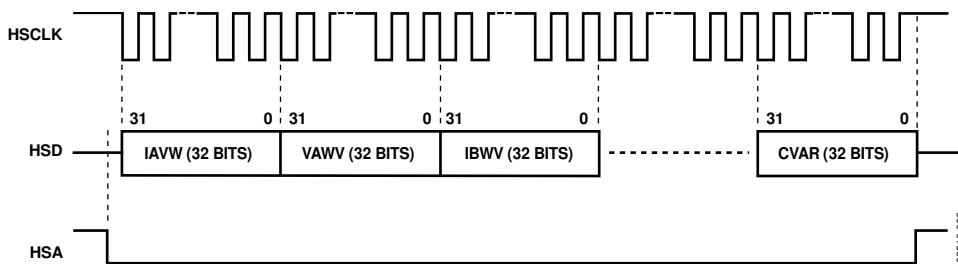 HSCLK
31 0 31 0 31 0 31 0
HSD
IAVW (32 BITS) VAWV (32 BITS) IBWV (32 BITS) CVAR (32 BITS)
HSA